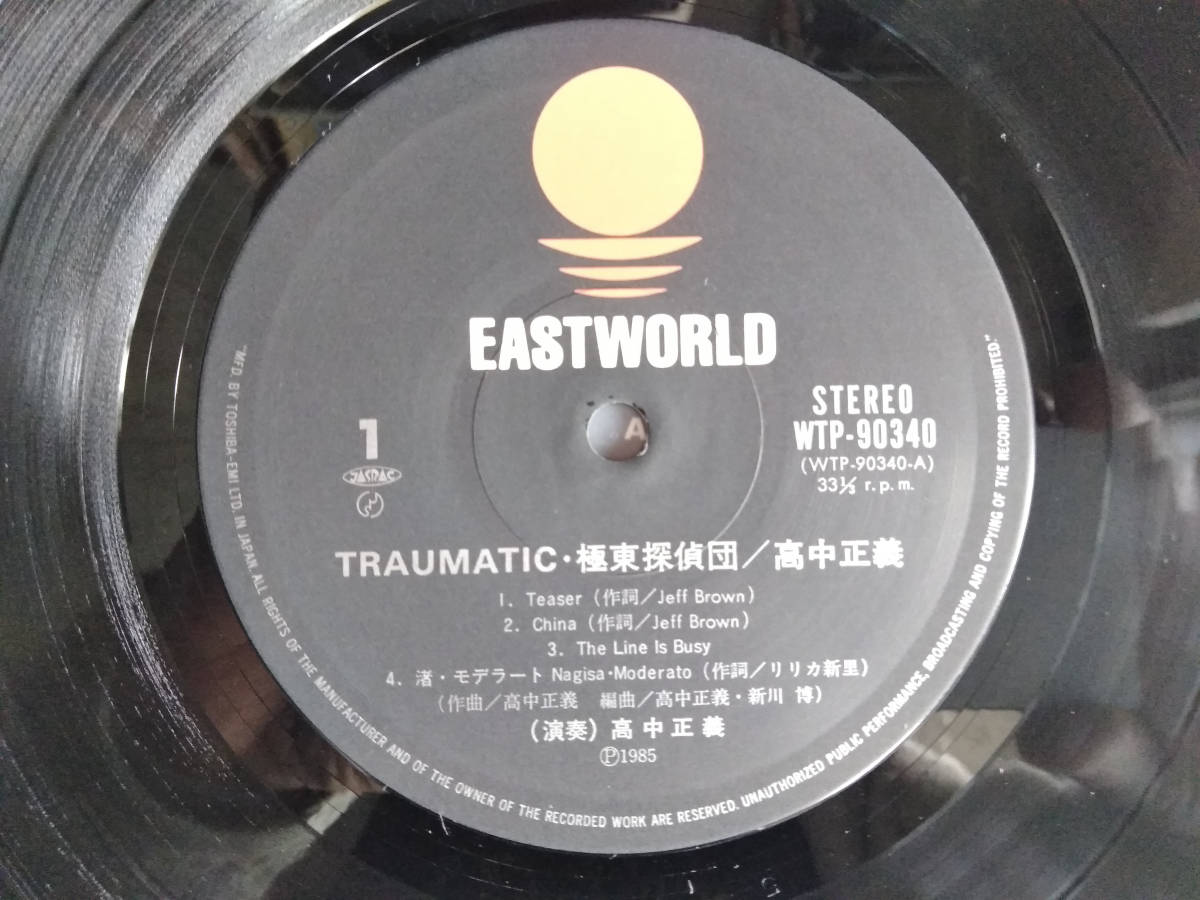 EASTWORLD
STEREO
WTP-90340
(WTP-90340-A)
33⅓ r.p.m.
1
JASRAC
A
TRAUMATIC・極東探偵団／高中正義
1. Teaser (作詞／Jeff Brown)
2. China (作詞／Jeff Brown)
3. The Line Is Busy
4. 渚・モデラート Nagisa・Moderato (作詞／リリカ新里)
(作曲／高中正義 編曲／高中正義・新川 博)
(演奏) 高中正義
Ⓟ1985
"MFD. BY TOSHIBA-EMI LTD. IN JAPAN. ALL RIGHTS OF THE MANUFACTURER AND OF THE OWNER OF THE RECORDED WORK ARE RESERVED. UNAUTHORIZED PUBLIC PERFORMANCE, BROADCASTING AND COPYING OF THE RECORD PROHIBITED."